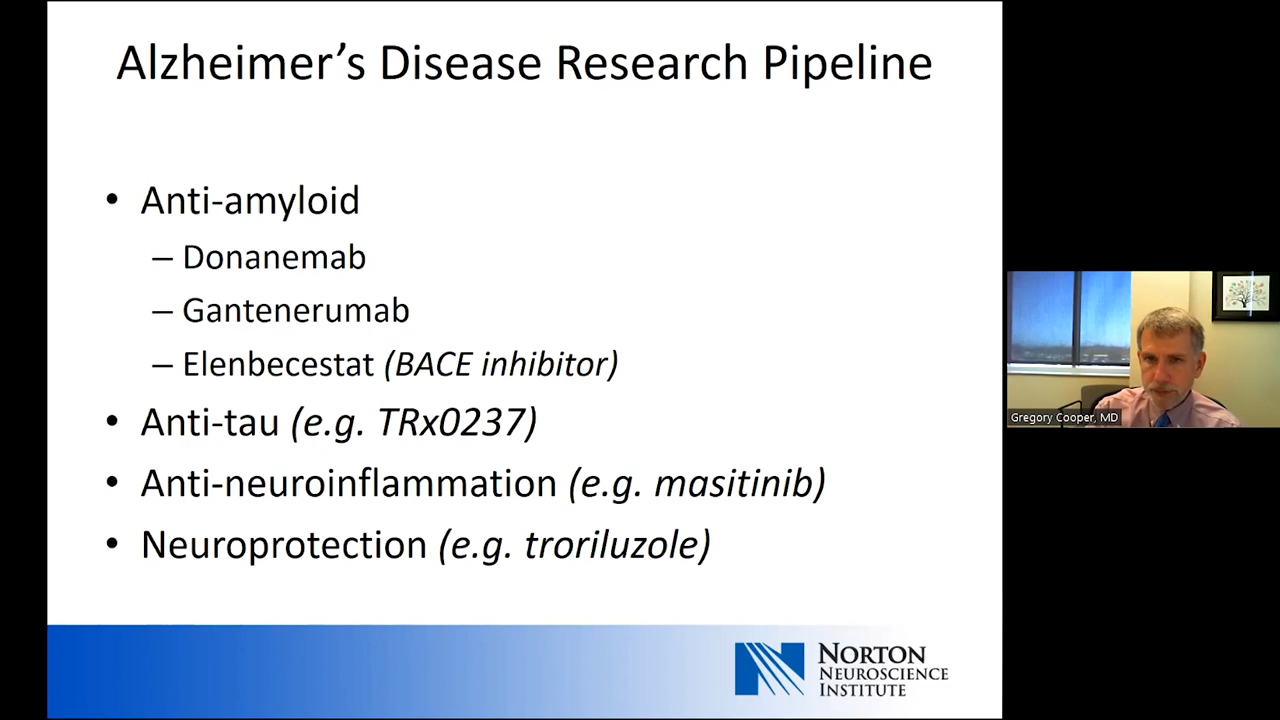 Alzheimer’s Disease Research Pipeline
• Anti-amyloid
– Donanemab
– Gantenerumab
– Elenbecestat (BACE inhibitor)
• Anti-tau (e.g. TRx0237)
• Anti-neuroinflammation (e.g. masitinib)
• Neuroprotection (e.g. troriluzole)
Gregory Cooper, MD
NORTON
NEUROSCIENCE
INSTITUTE